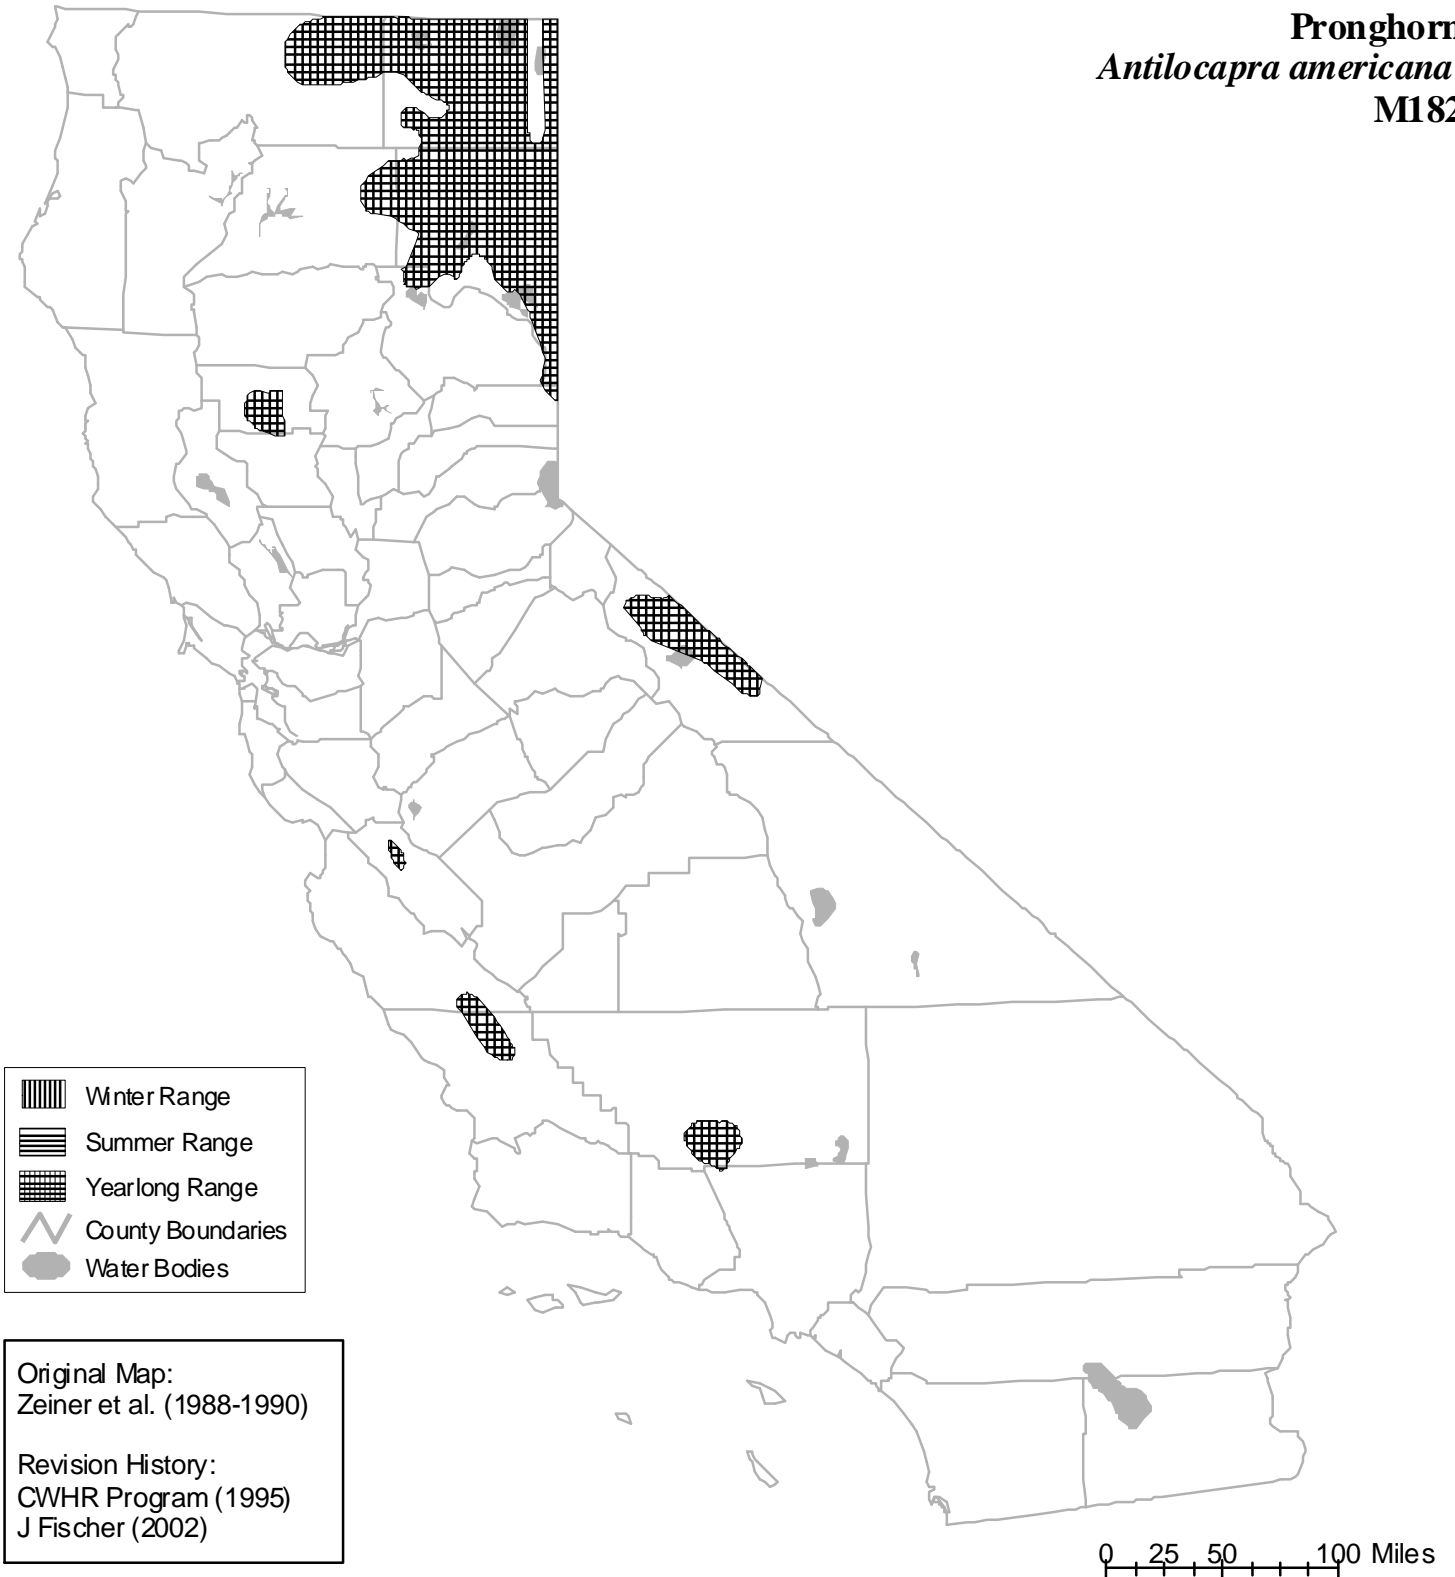 Pronghorn
Antilocapra americana
M182
Winter Range
Summer Range
Yearlong Range
County Boundaries
Water Bodies
Original Map:
Zeiner et al. (1988-1990)
Revision History:
CWHR Program (1995)
J Fischer (2002)
0 25 50 100 Miles